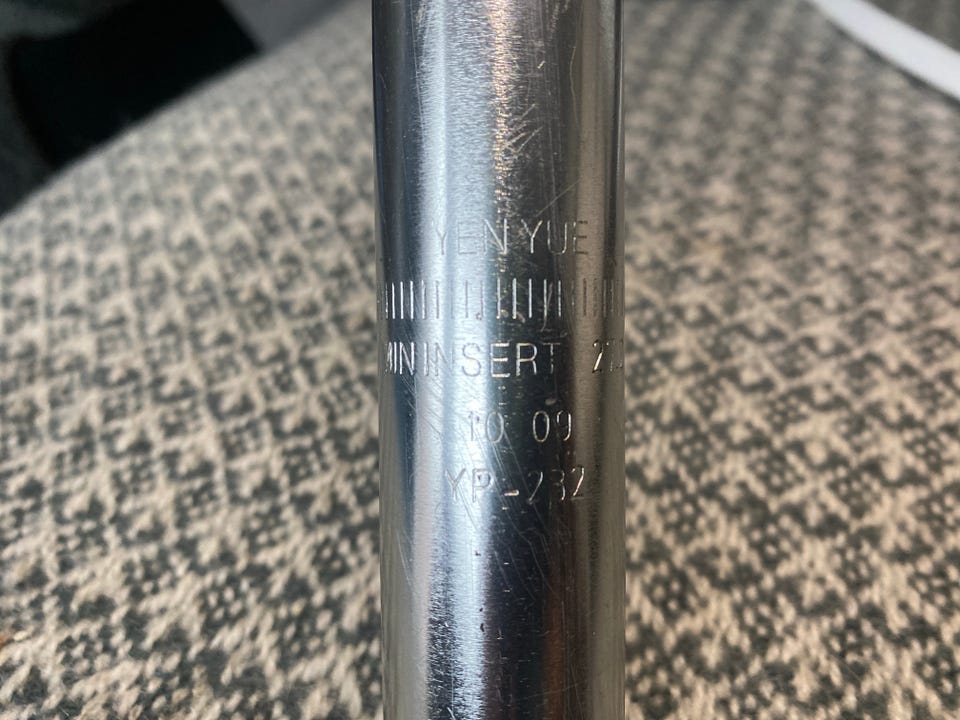 YEN YUE
MIN INSERT
10 09
YP-232